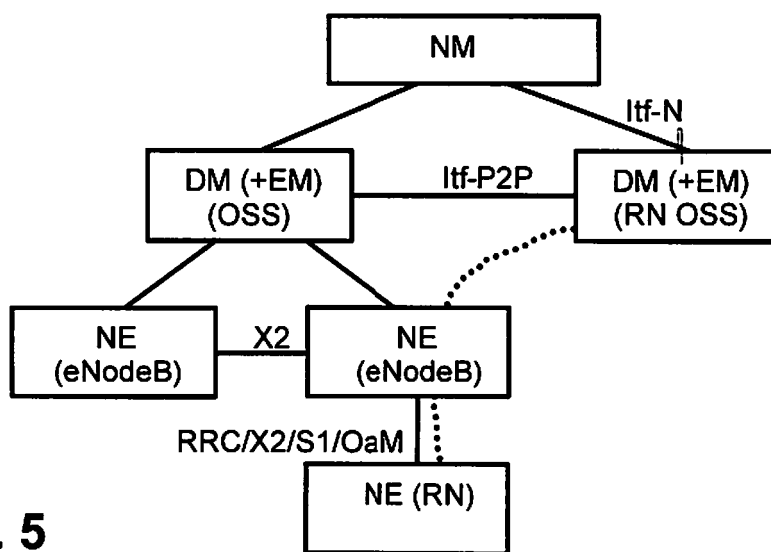 NM
Itf-N
DM (+EM)
(OSS)
Itf-P2P
DM (+EM)
(RN OSS)
NE
(eNodeB)
X2
NE
(eNodeB)
RRC/X2/S1/OaM
NE (RN)
. 5